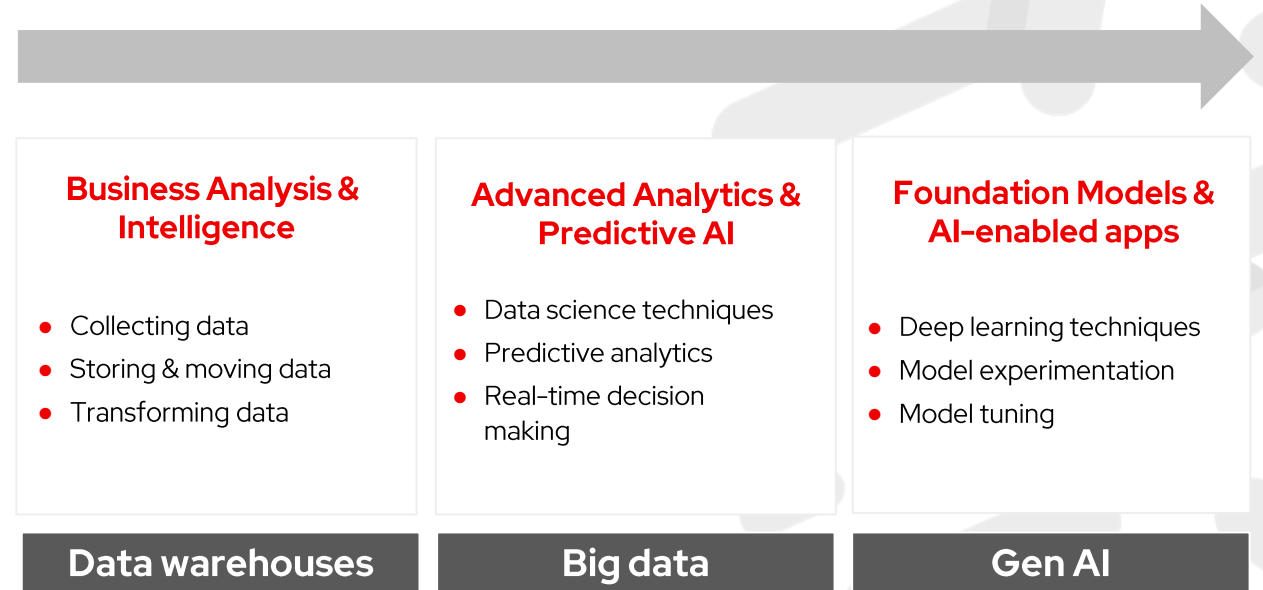 Business Analysis &
Intelligence
● Collecting data
● Storing & moving data
● Transforming data
Data warehouses
Advanced Analytics &
Predictive AI
● Data science techniques
● Predictive analytics
● Real-time decision
making
Big data
Foundation Models &
AI-enabled apps
● Deep learning techniques
● Model experimentation
● Model tuning
Gen AI